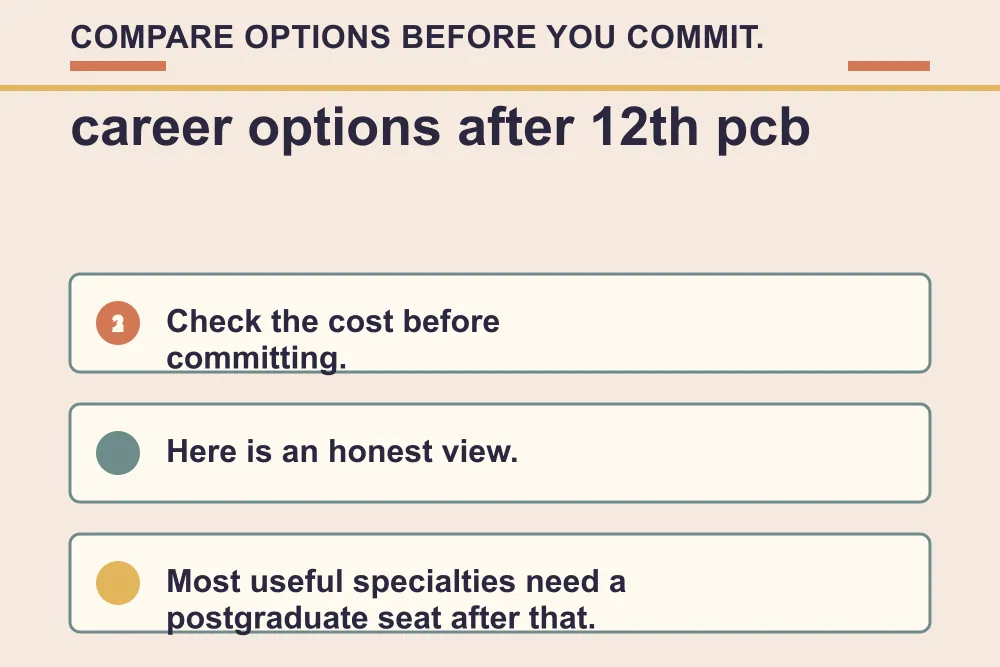 COMPARE OPTIONS BEFORE YOU COMMIT.
career options after 12th pcb
Check the cost before
committing.
Here is an honest view.
Most useful specialties need a
postgraduate seat after that.